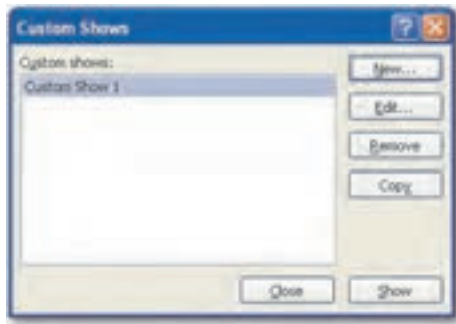 Custom Shows
Custom shows:
Custom Show 1
New...
Edit...
Remove
Copy
Close
Show